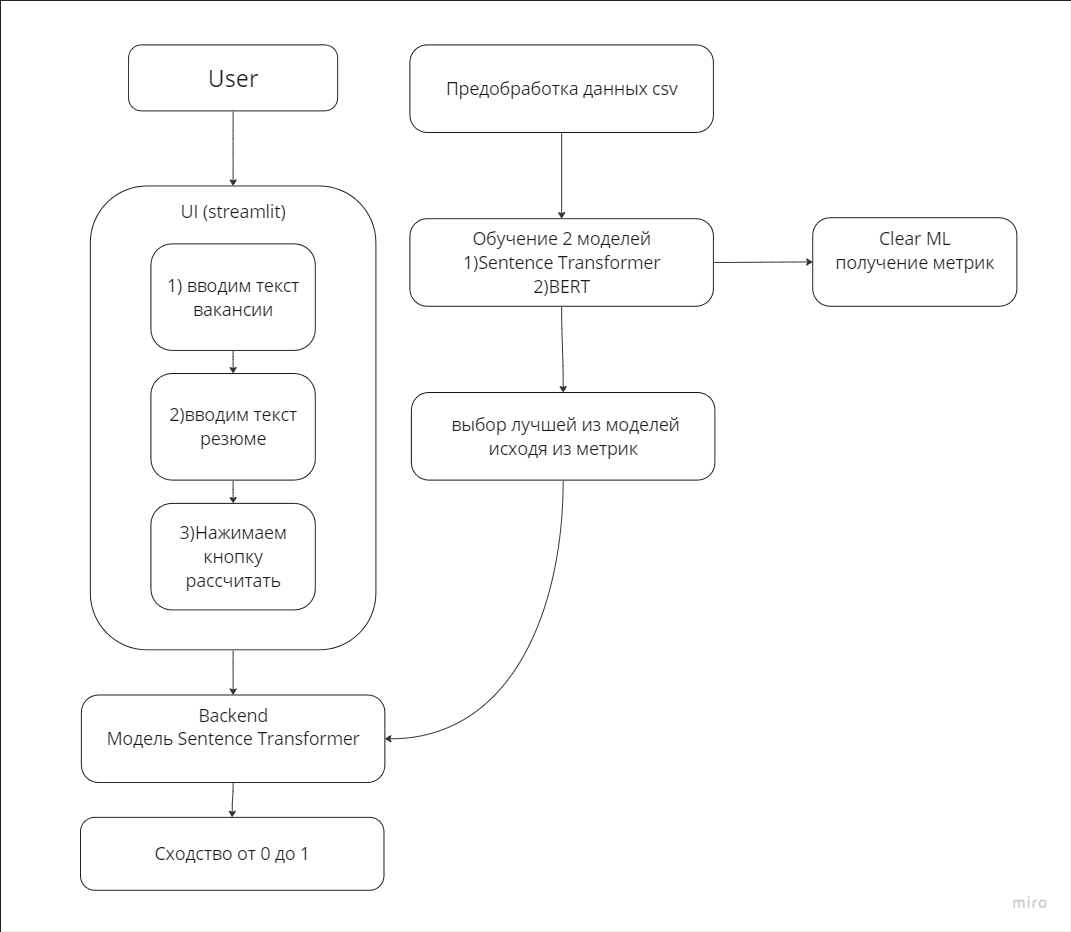 User
UI (streamlit)
1) вводим текст
вакансии
2)вводим текст
резюме
3)Нажимаем
кнопку
рассчитать
Backend
Модель Sentence Transformer
Сходство от 0 до 1
Предобработка данных csv
Обучение 2 моделей
1)Sentence Transformer
2)BERT
Clear ML
получение метрик
выбор лучшей из моделей
исходя из метрик
miro